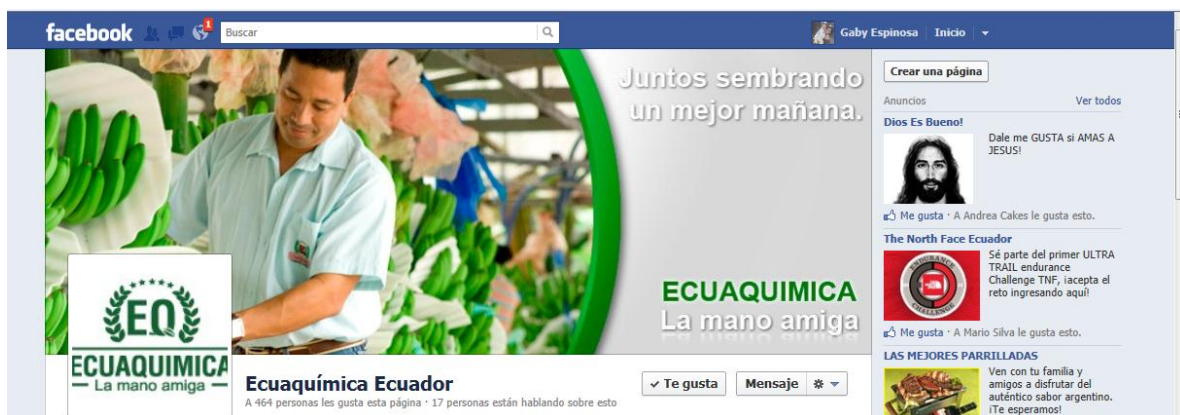 facebook
1
Buscar
Gaby Espinosa
Inicio
Juntos sembrando
un mejor mañana.
ECUAQUIMICA
La mano amiga
EQ
ECUAQUIMICA
La mano amiga
Ecuaquímica Ecuador
A 464 personas les gusta esta página · 17 personas están hablando sobre esto
Te gusta
Mensaje
Crear una página
Anuncios
Ver todos
Dios Es Bueno!
Dale me GUSTA si AMAS A
JESUS!
Me gusta · A Andrea Cakes le gusta esto.
The North Face Ecuador
ENDURANCE
CHALLENGE
Sé parte del primer ULTRA
TRAIL endurance
Challenge TNF, ¡acepta el
reto ingresando aquí!
Me gusta · A Mario Silva le gusta esto.
LAS MEJORES PARRILLADAS
Ven con tu familia y
amigos a disfrutar del
auténtico sabor argentino.
¡Te esperamos!